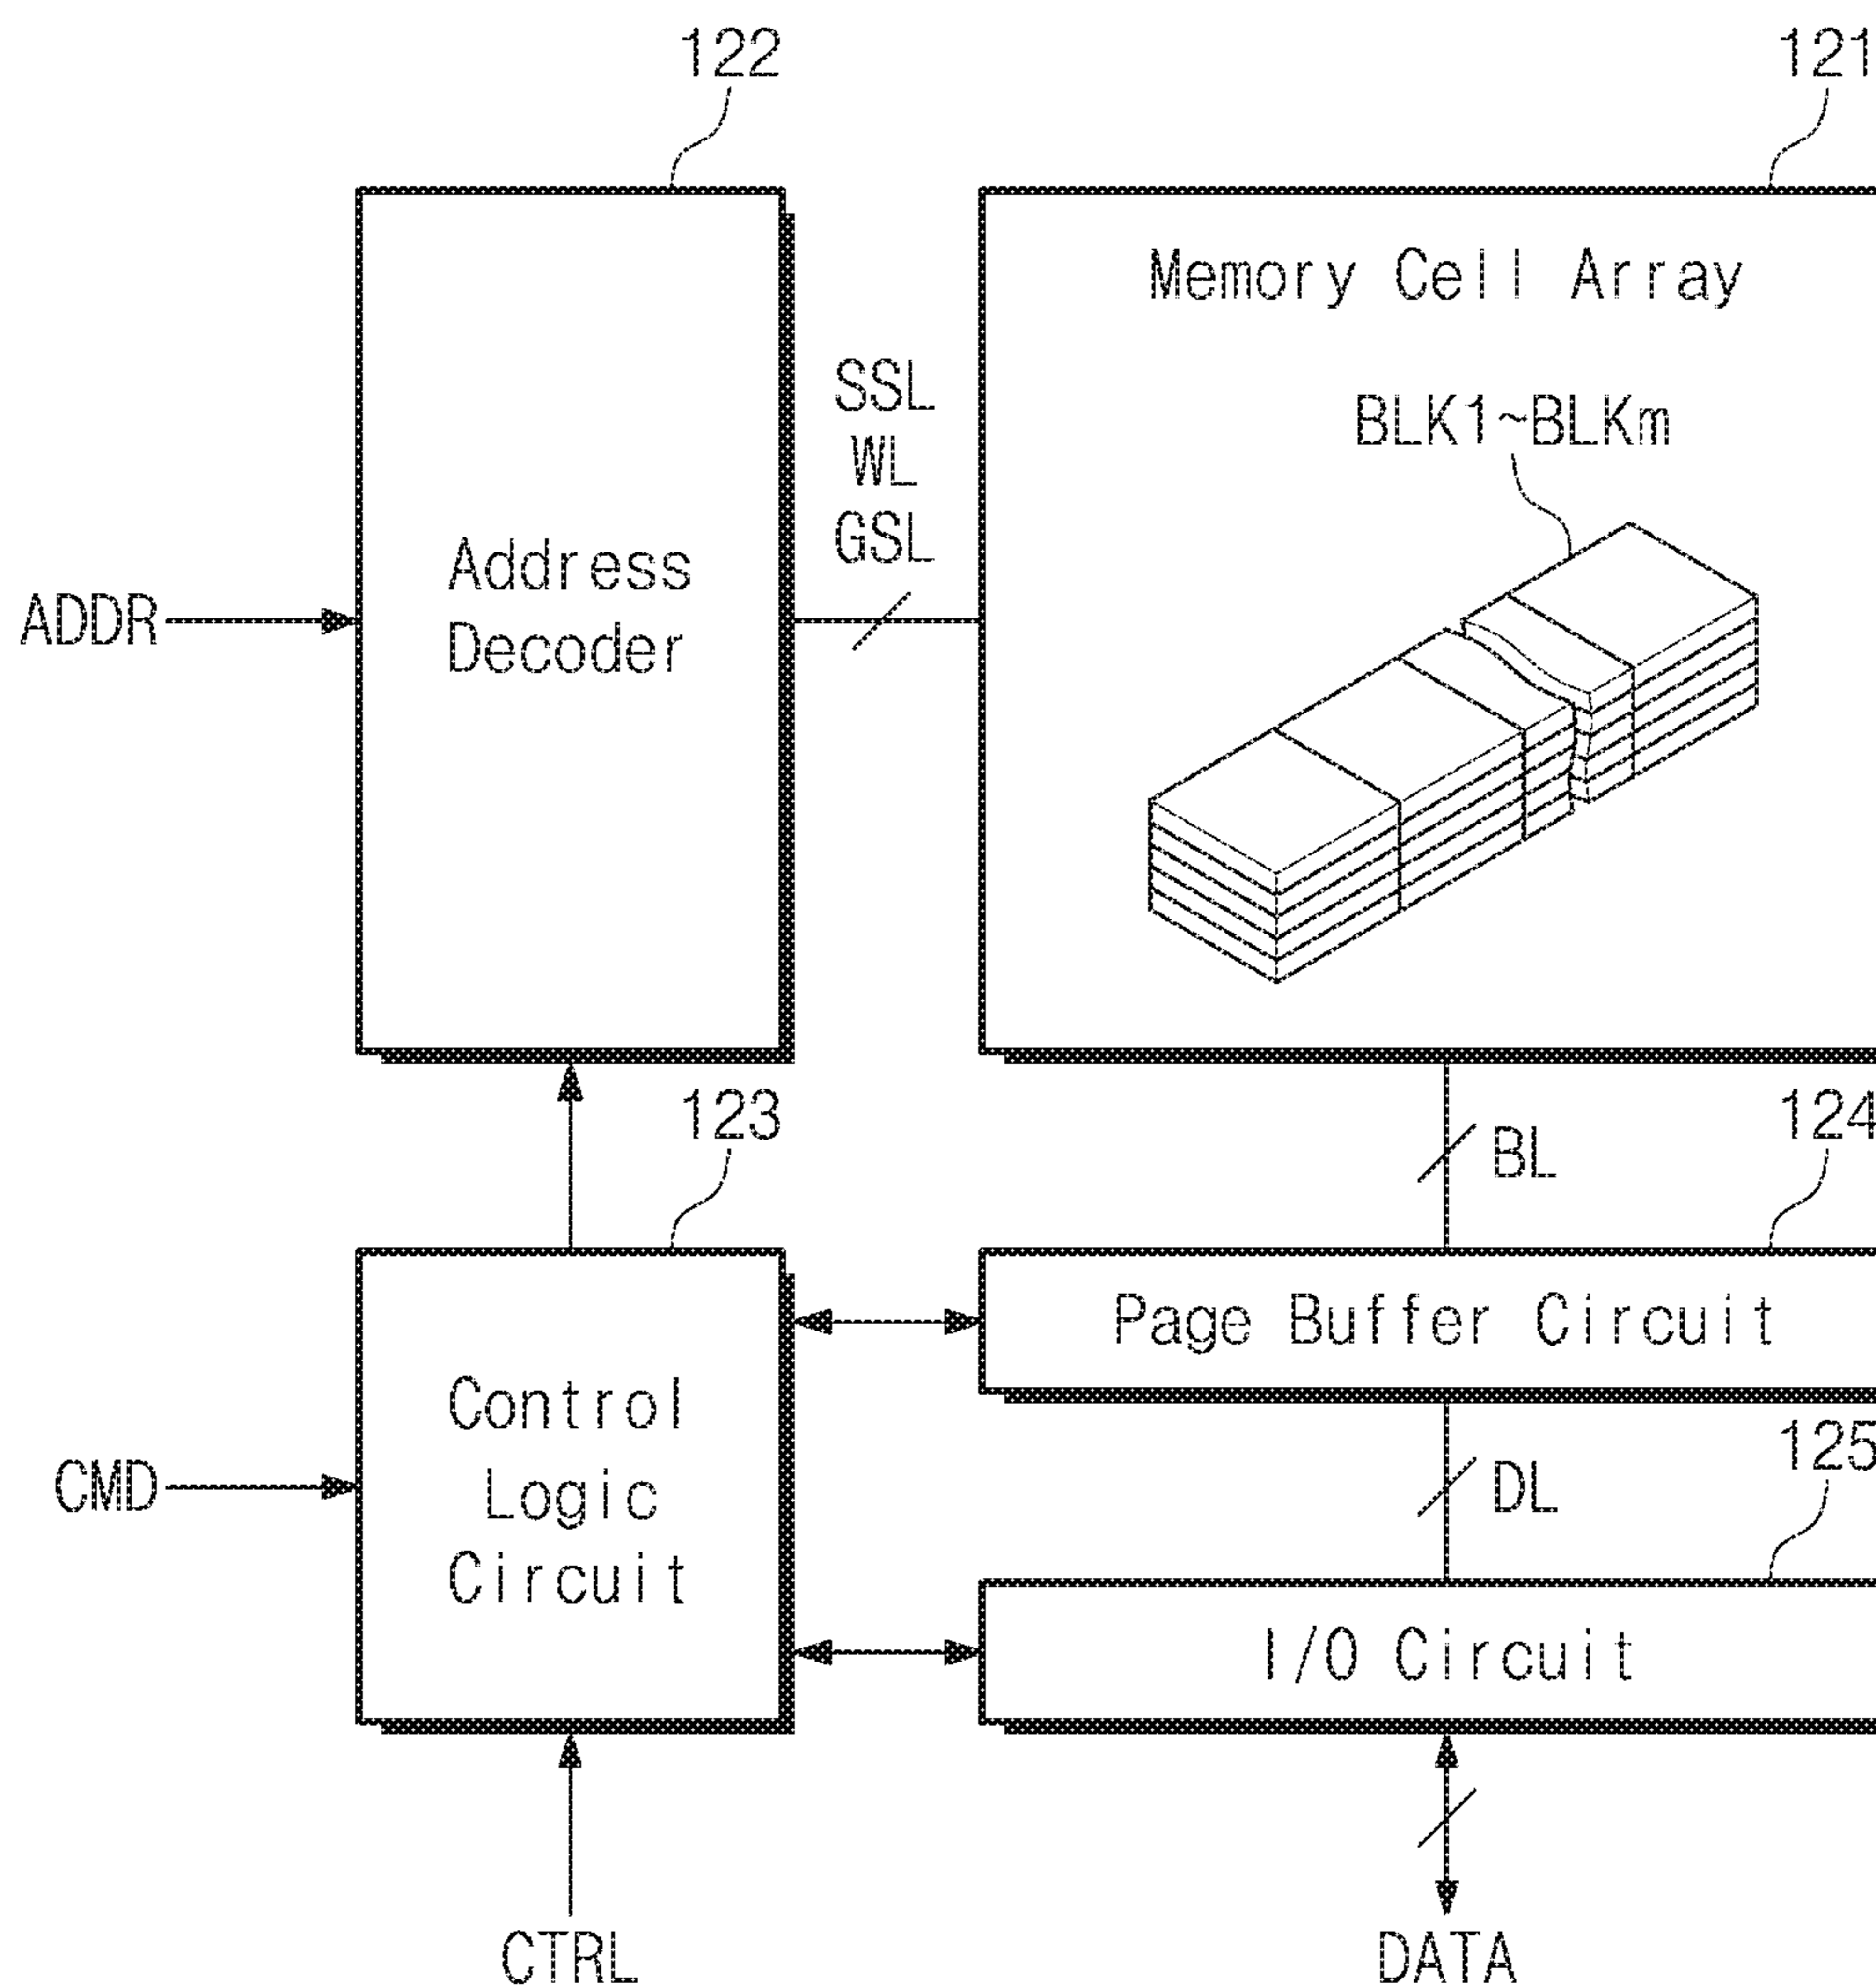 122
121
Memory Cell Array
SSL
WL
GSL
BLK1~BLKm
Address
Decoder
ADDR
123
BL
124
Page Buffer Circuit
Control
Logic
Circuit
CMD
DL
125
I/O Circuit
CTRL
DATA